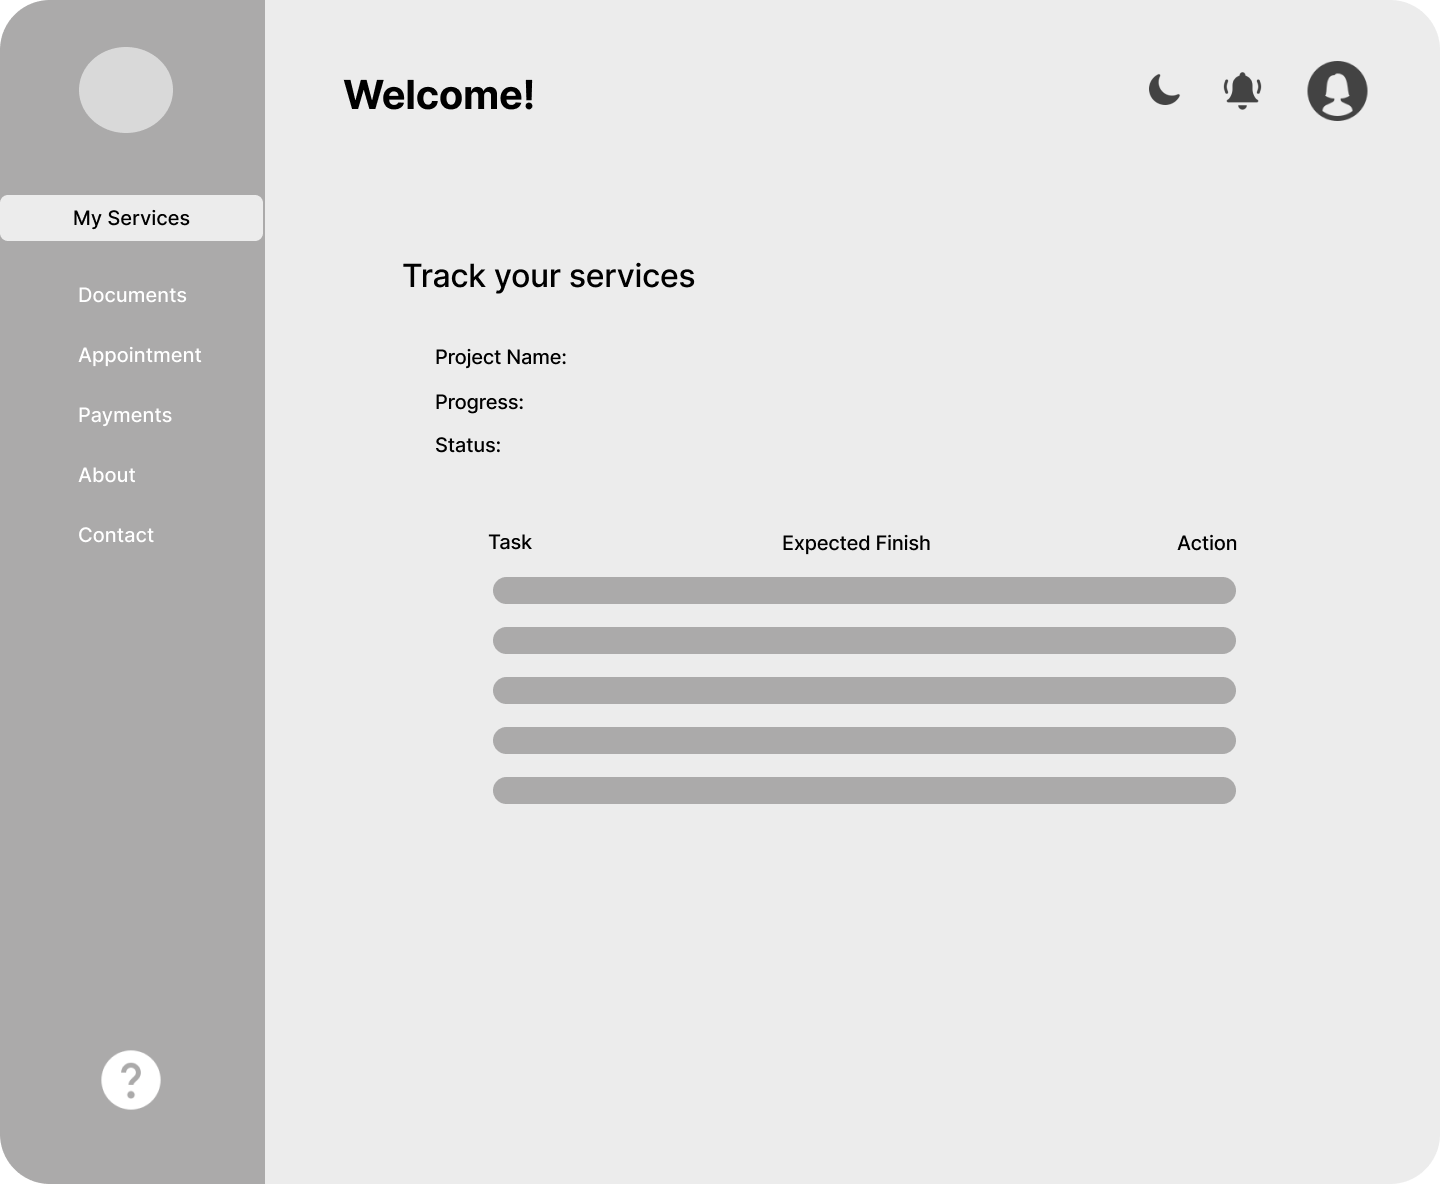 Welcome!
My Services
Documents
Appointment
Payments
About
Contact
?
Track your services
Project Name:
Progress:
Status:
Task Expected Finish Action